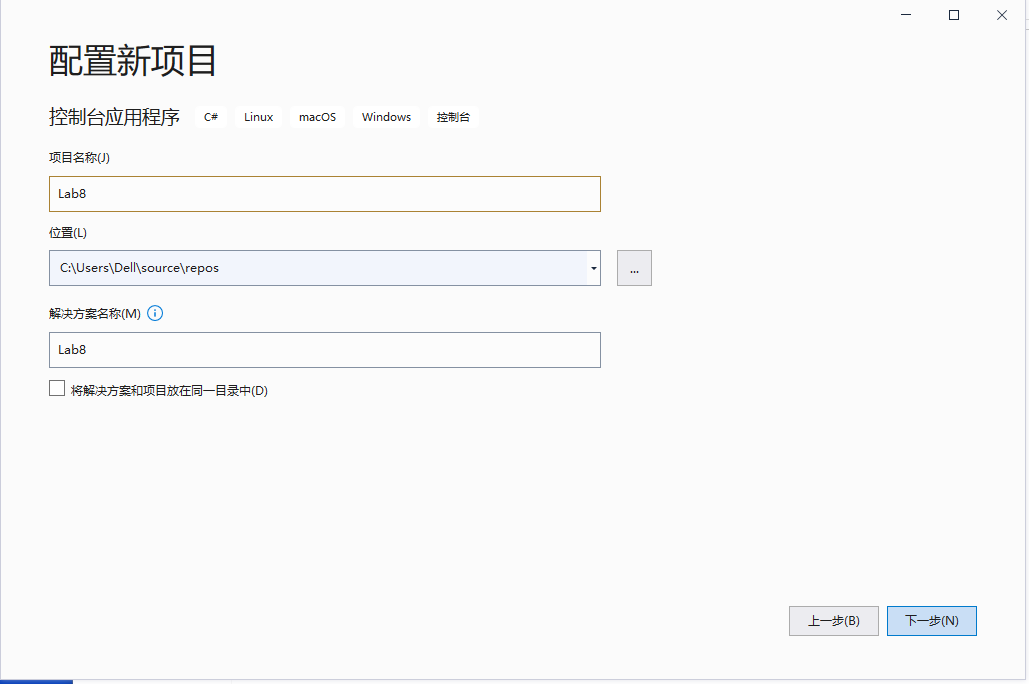 配置新项目
控制台应用程序 C# Linux macOS Windows 控制台
项目名称(J)
Lab8
位置(L)
C:\Users\Dell\source\repos
...
解决方案名称(M)
Lab8
将解决方案和项目放在同一目录中(D)
上一步(B) 下一步(N)